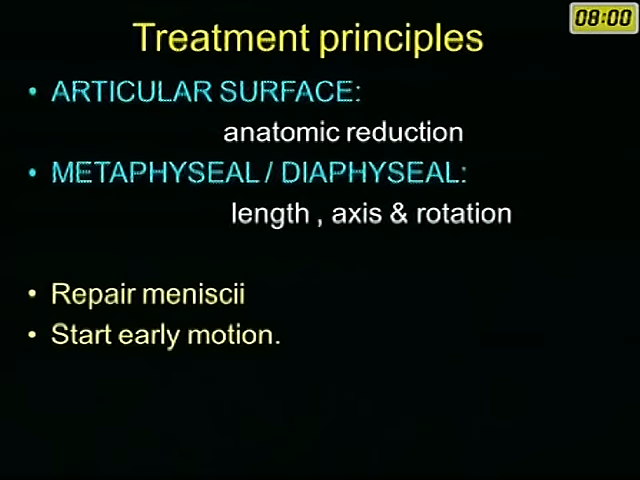 08:00
Treatment principles
• ARTICULAR SURFACE:
anatomic reduction
• METAPHYSEAL / DIAPHYSEAL:
length , axis & rotation
• Repair meniscii
• Start early motion.